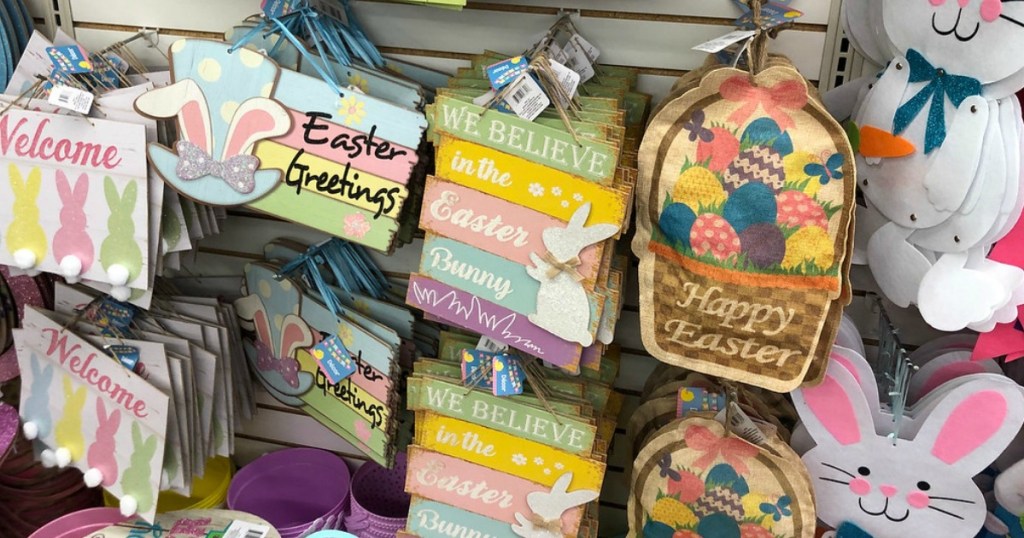 Welcome
Easter
Greetings
WE BELIEVE
in the
Easter
Bunny
Happy
Easter
Welcome
Greetings
WE BELIEVE
in the
Easter
Bunny